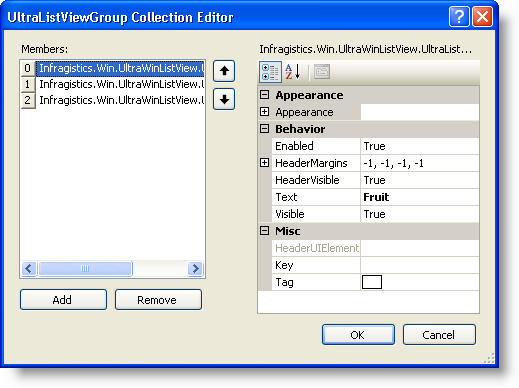 UltraListViewGroup Collection Editor
Members:
0 Infragistics.Win.UltraWinListView.
1 Infragistics.Win.UltraWinListView.
2 Infragistics.Win.UltraWinListView.
Add Remove
Infragistics.Win.UltraWinListView.UltraList...
Appearance
Appearance
Behavior
Enabled True
HeaderMargins -1, -1, -1, -1
HeaderVisible True
Text Fruit
Visible True
Misc
HeaderUIElement
Key
Tag
OK Cancel